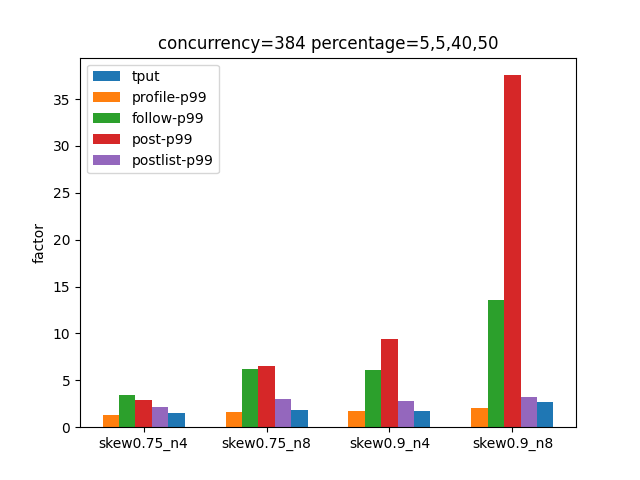 concurrency=384 percentage=5,5,40,50
tput
profile-p99
follow-p99
post-p99
postlist-p99
factor
35
30
25
20
15
10
5
0
skew0.75_n4 skew0.75_n8 skew0.9_n4 skew0.9_n8